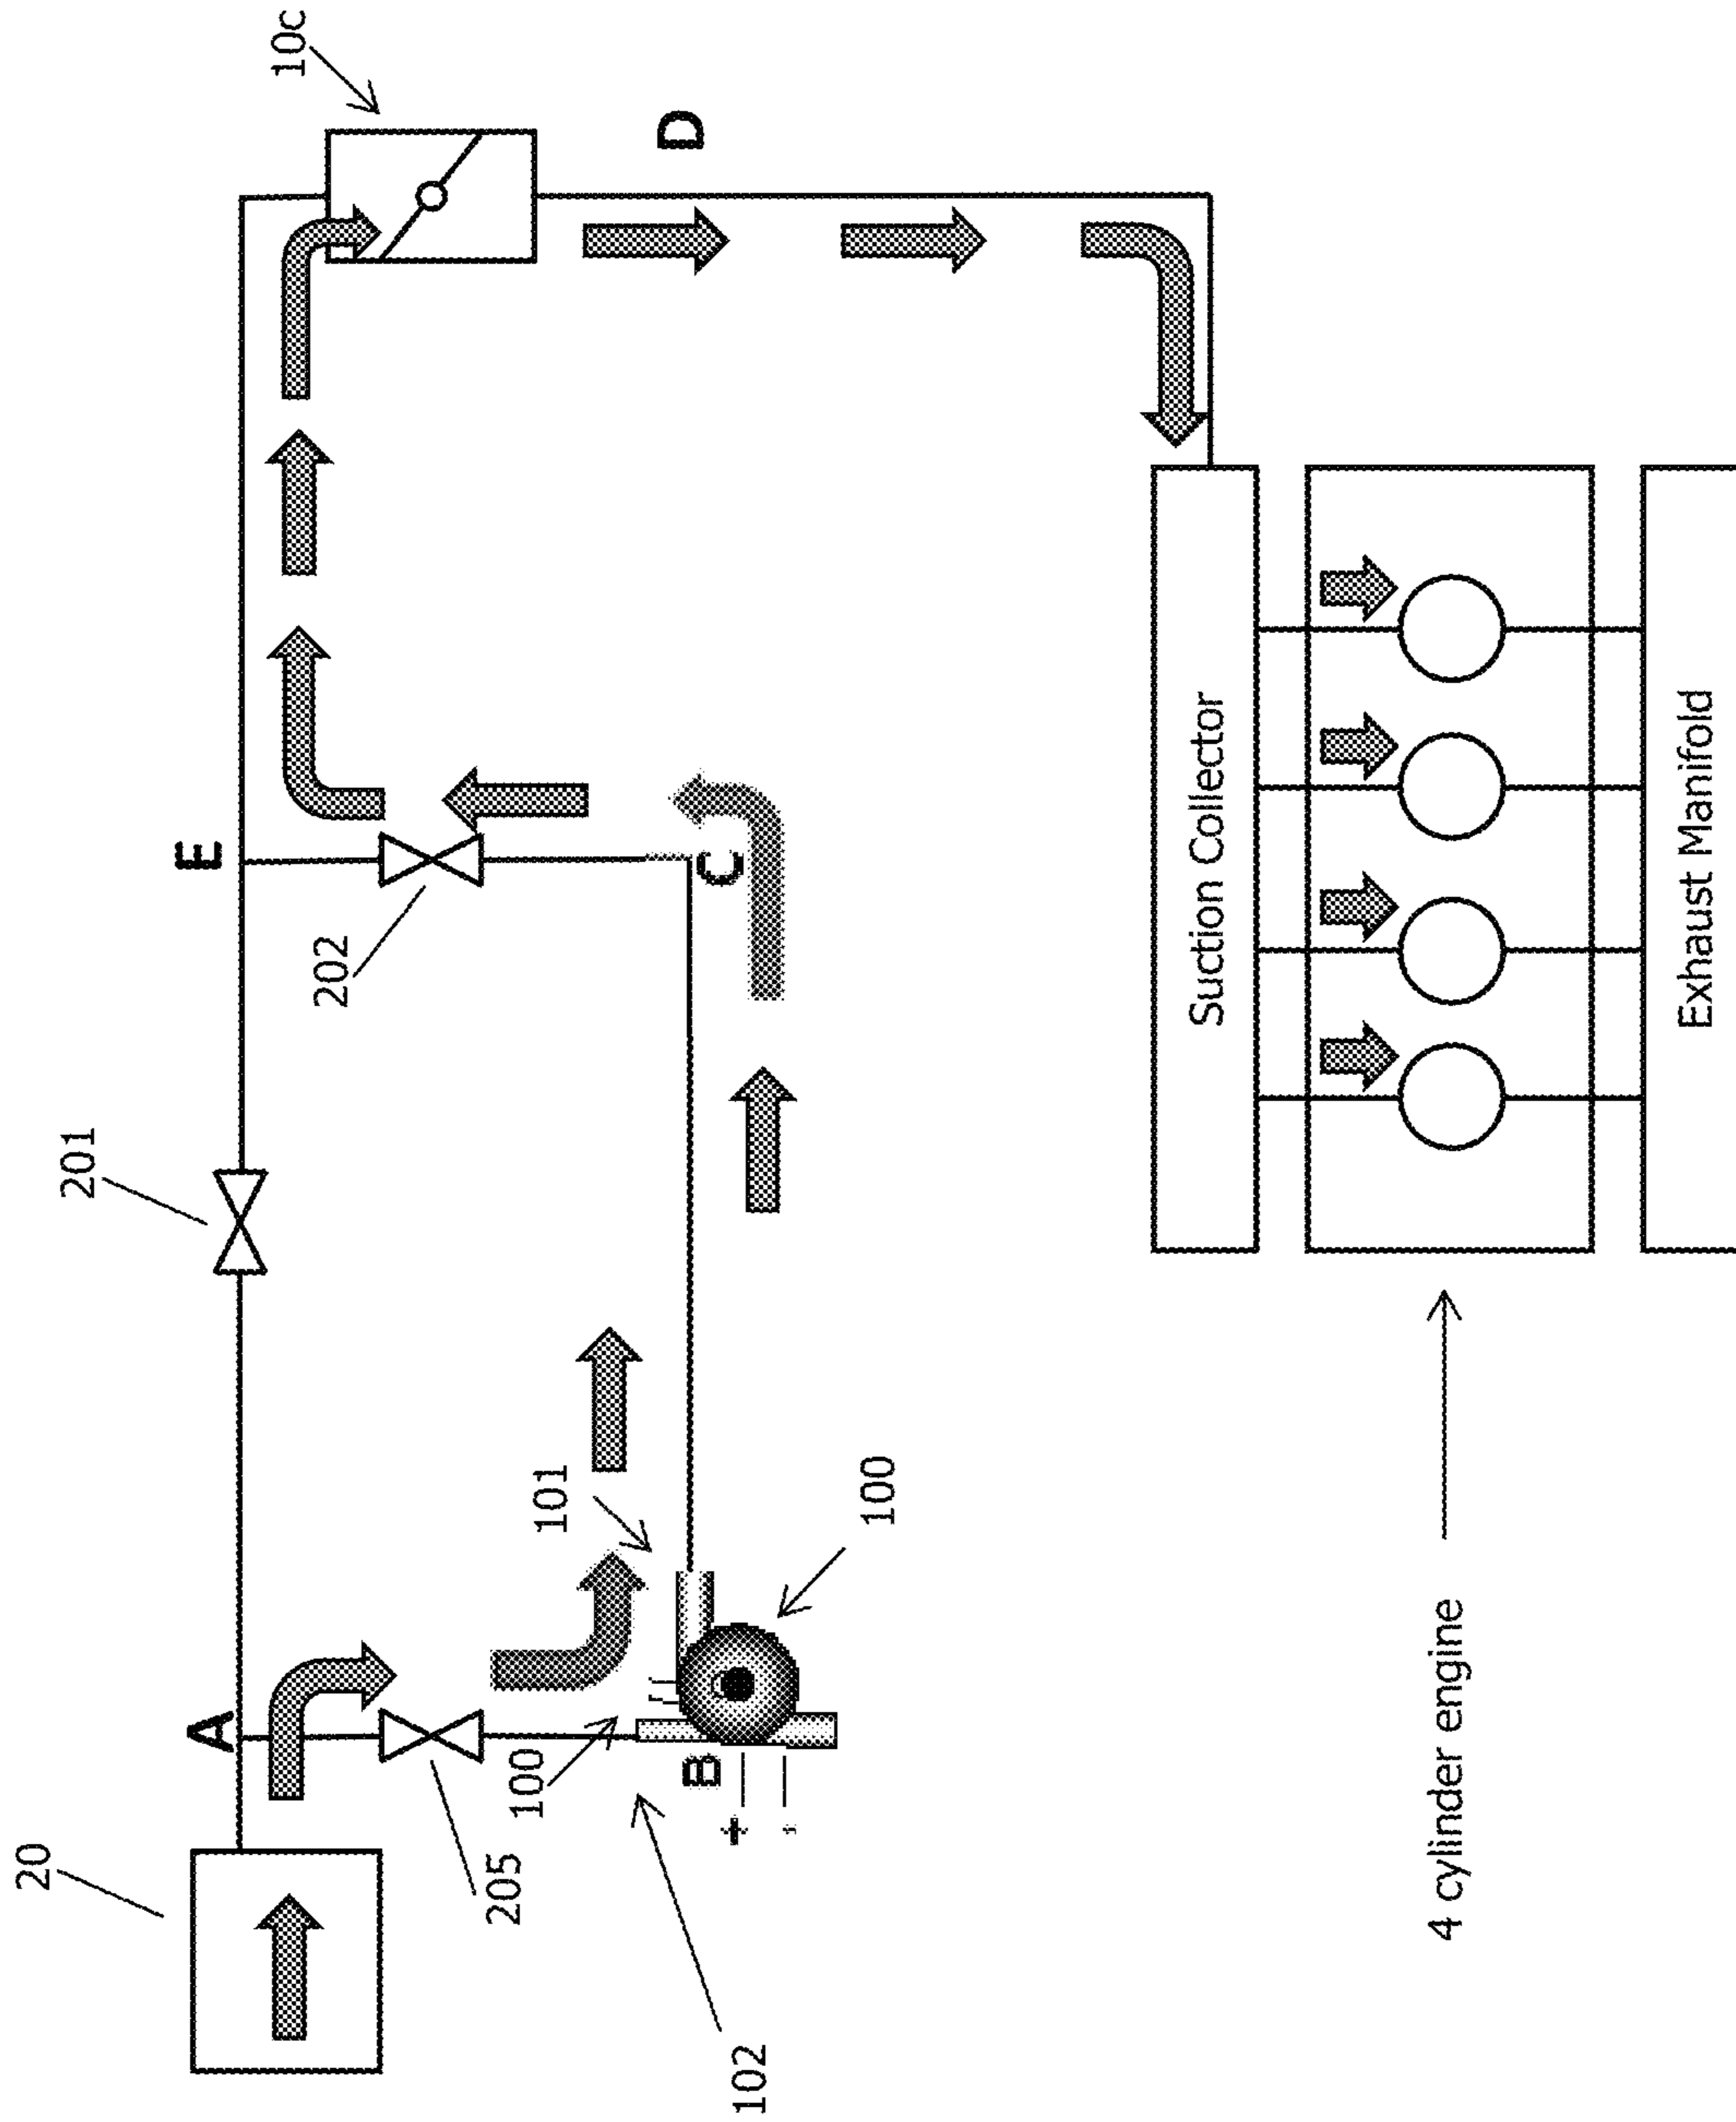 20
201
A
E
10c
202
205
100
101
D
B
C
+
102
100
Suction Collector
4 cylinder engine
Exhaust Manifold